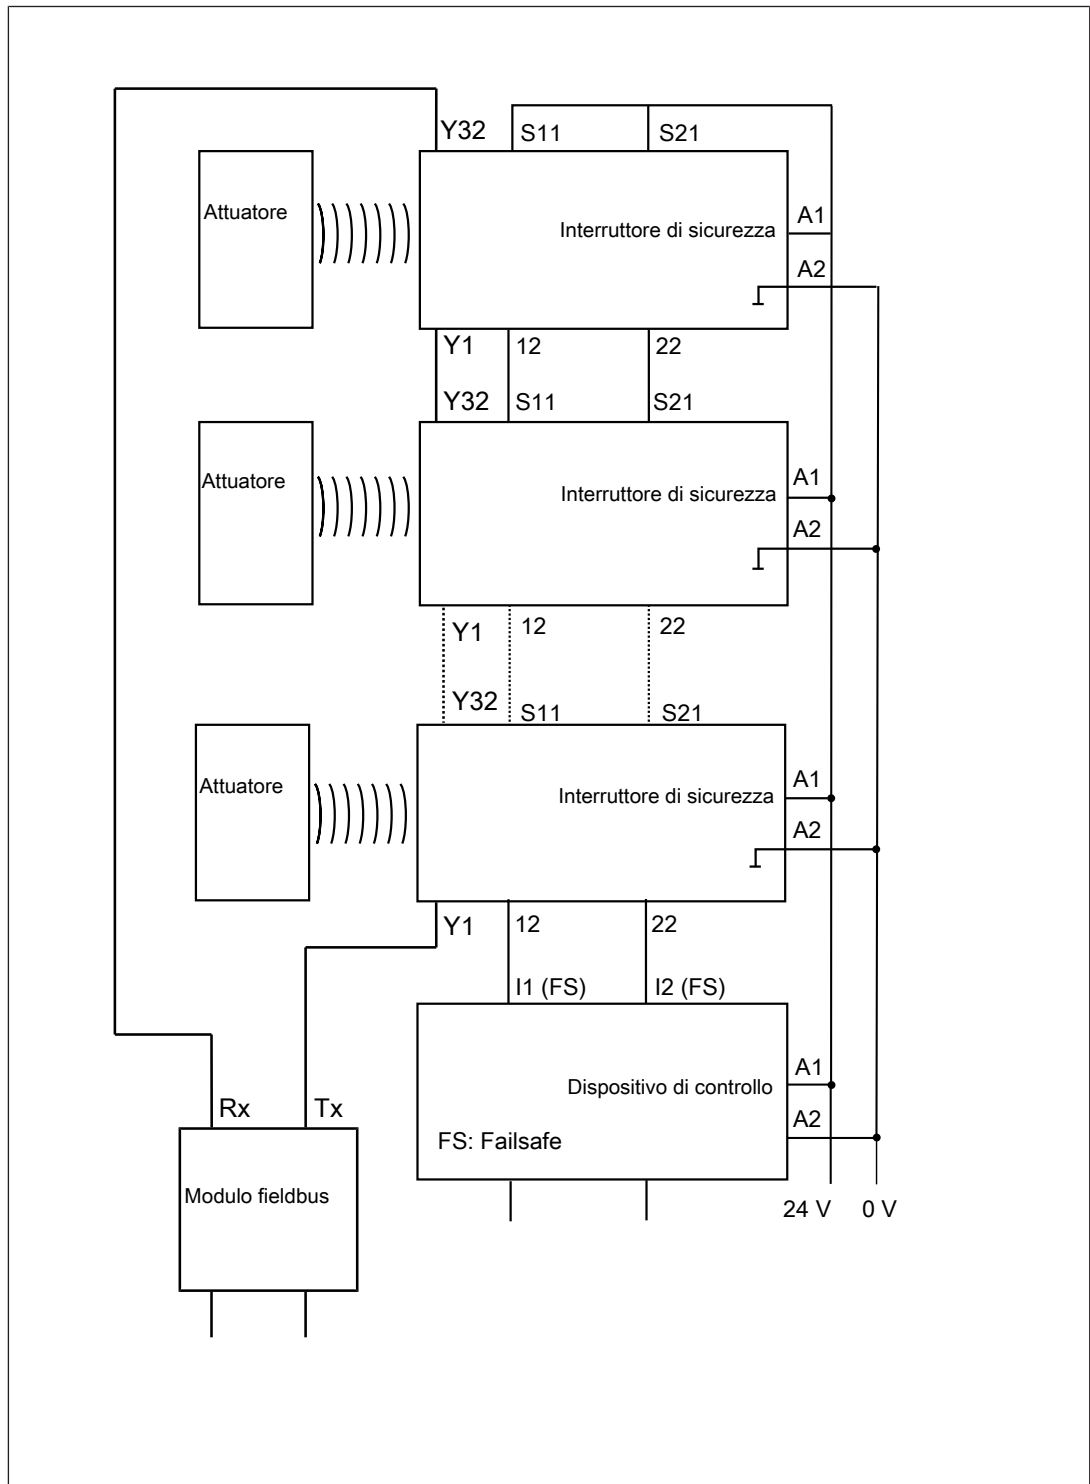 Y32 S11 S21
Attuatore
Interruttore di sicurezza
A1
A2
Y1 12 22
Y32 S11 S21
Attuatore
Interruttore di sicurezza
A1
A2
Y1 12 22
Y32 S11 S21
Attuatore
Interruttore di sicurezza
A1
A2
Y1 12 22
I1 (FS) I2 (FS)
Dispositivo di controllo
A1
A2
FS: Failsafe
Rx Tx
Modulo fieldbus
24 V 0 V